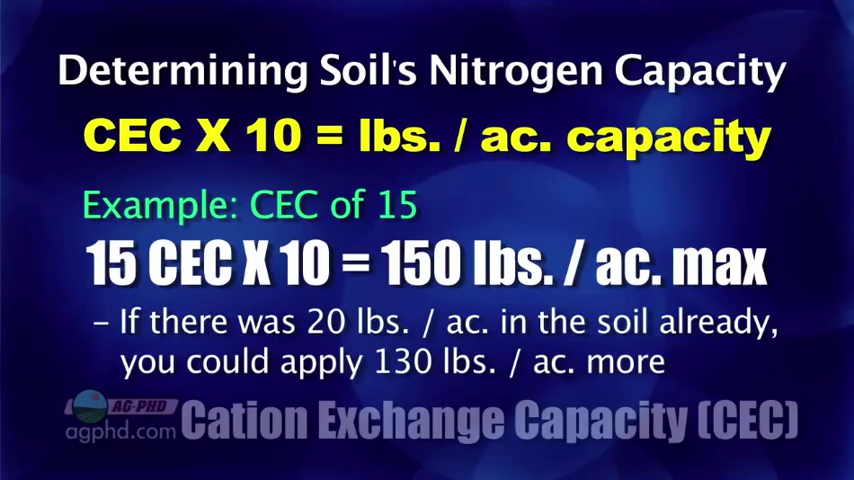 Determining Soil's Nitrogen Capacity
CEC X 10 = lbs. / ac. capacity
Example: CEC of 15
15 CEC X 10 = 150 lbs. / ac. max
– If there was 20 lbs. / ac. in the soil already,
you could apply 130 lbs. / ac. more
AG-PHD
agphd.com
Cation Exchange Capacity (CEC)